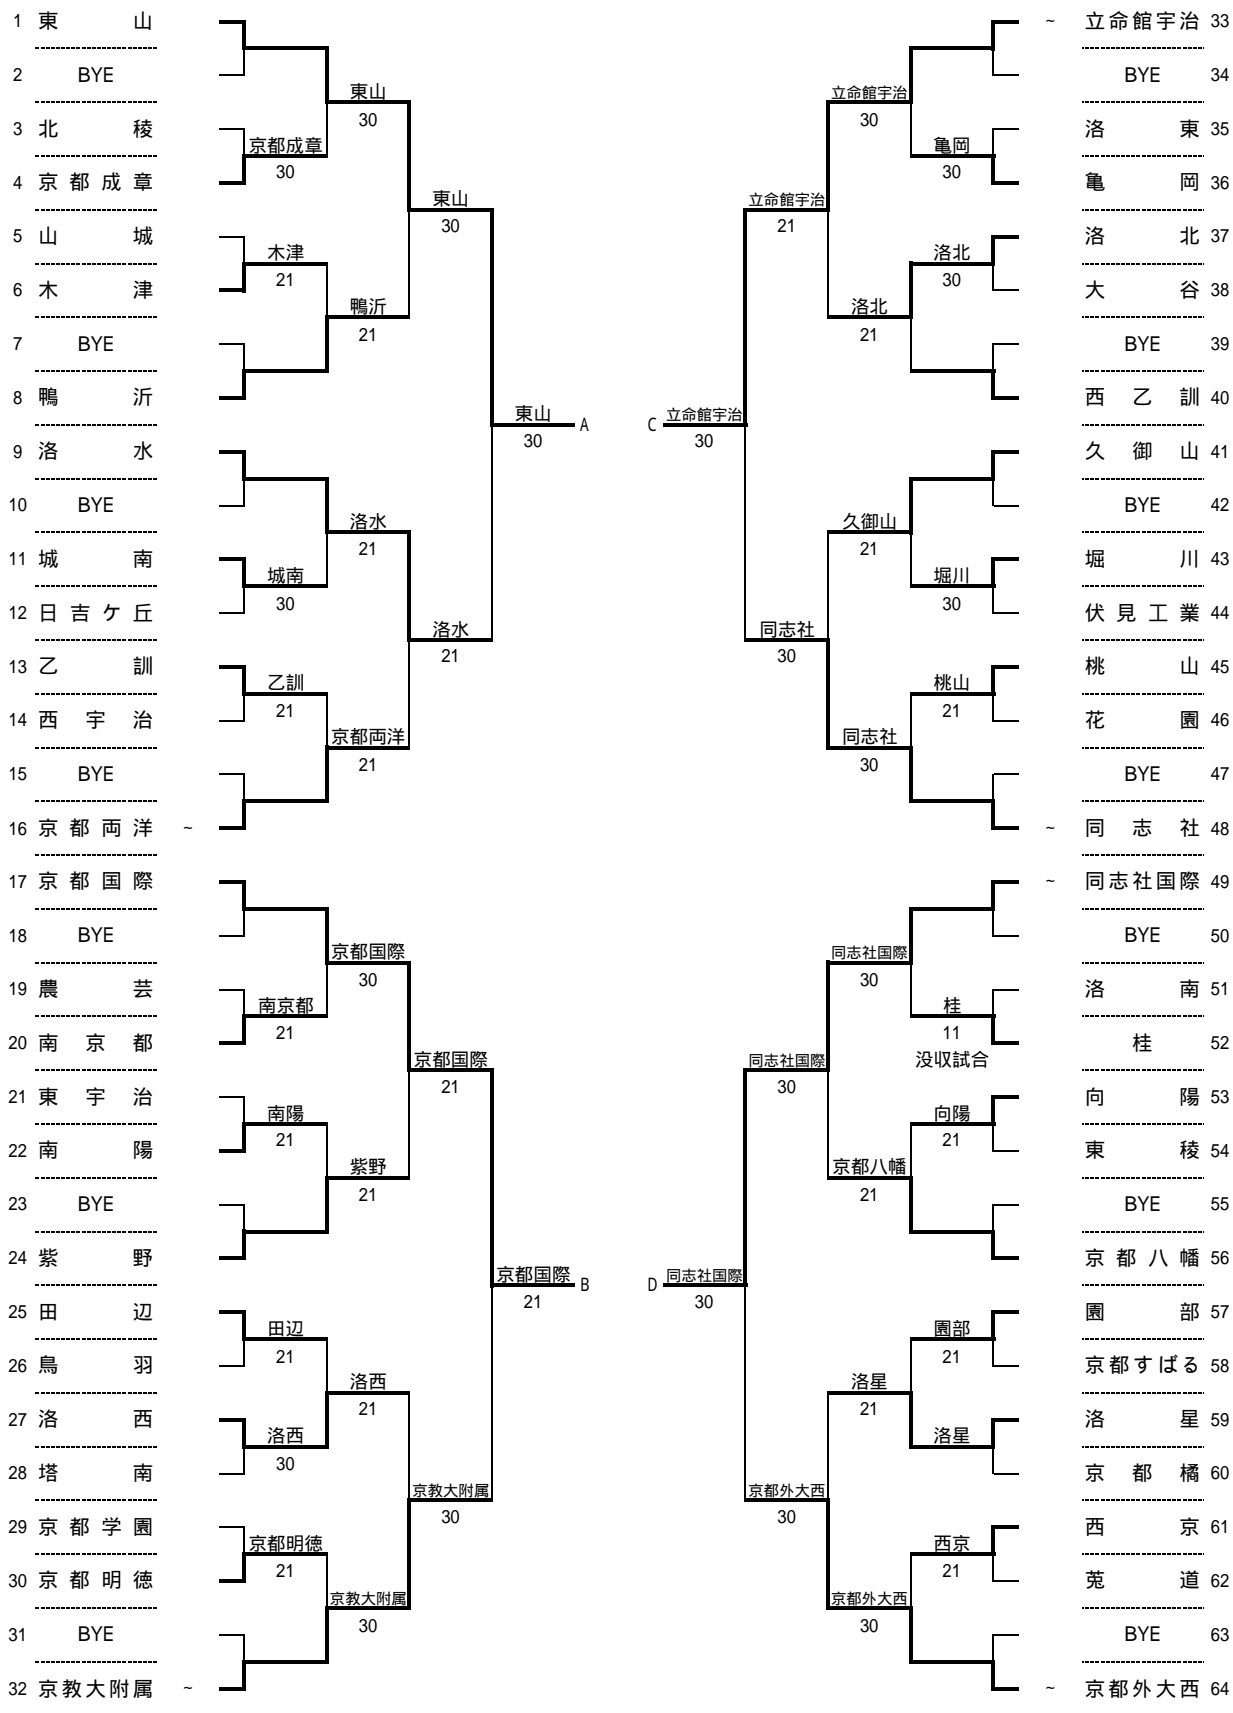 1 東山
2 BYE
3 北稜
4 京都成章
5 山城
6 木津
7 BYE
8 鴨沂
9 洛水
10 BYE
11 城南
12 日吉ケ丘
13 乙訓
14 西宇治
15 BYE
16 京都両洋 ~
17 京都国際
18 BYE
19 農芸
20 南京都
21 東宇治
22 南陽
23 BYE
24 紫野
25 田辺
26 鳥羽
27 洛西
28 塔南
29 京都学園
30 京都明徳
31 BYE
32 京教大附属 ~
京都成章
30
木津
21
城南
30
乙訓
21
南京都
21
南陽
21
田辺
21
洛西
30
京都明徳
21
東山
30
鴨沂
21
洛水
21
京都両洋
21
京都国際
30
紫野
21
洛西
21
京教大附属
30
東山
30
洛水
21
京都国際
21
京教大附属
30
東山 A
30
京都国際 B
21
C 立命館宇治
30
D 同志社国際
30
立命館宇治
21
同志社
30
同志社国際
30
京都外大西
30
立命館宇治
30
洛北
21
久御山
21
同志社
30
同志社国際
30
京都八幡
21
洛星
21
京都外大西
30
亀岡
30
洛北
30
堀川
30
桃山
21
桂
11
没収試合
向陽
21
園部
21
洛星
西京
21
~ 立命館宇治 33
BYE 34
洛東 35
亀岡 36
洛北 37
大谷 38
BYE 39
西乙訓 40
久御山 41
BYE 42
堀川 43
伏見工業 44
桃山 45
花園 46
BYE 47
~ 同志社 48
~ 同志社国際 49
BYE 50
洛南 51
桂 52
向陽 53
東稜 54
BYE 55
京都八幡 56
園部 57
京都すばる 58
洛星 59
京都橘 60
西京 61
莵道 62
BYE 63
~ 京都外大西 64